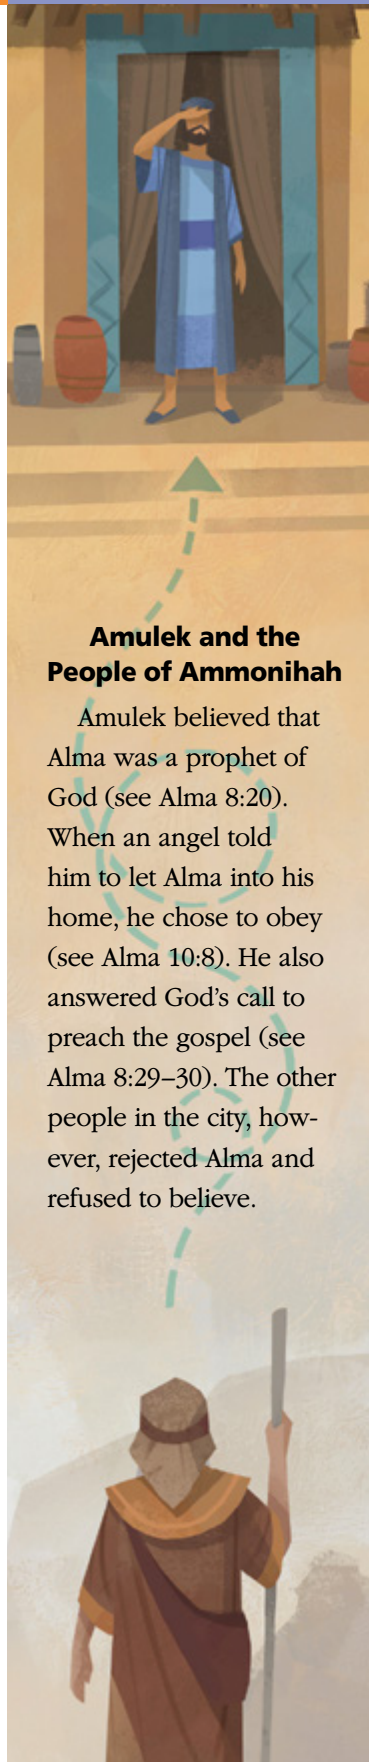 Amulek and the
People of Ammonihah
Amulek believed that
Alma was a prophet of
God (see Alma 8:20).
When an angel told
him to let Alma into his
home, he chose to obey
(see Alma 10:8). He also
answered God’s call to
preach the gospel (see
Alma 8:29–30). The other
people in the city, how-
ever, rejected Alma and
refused to believe.